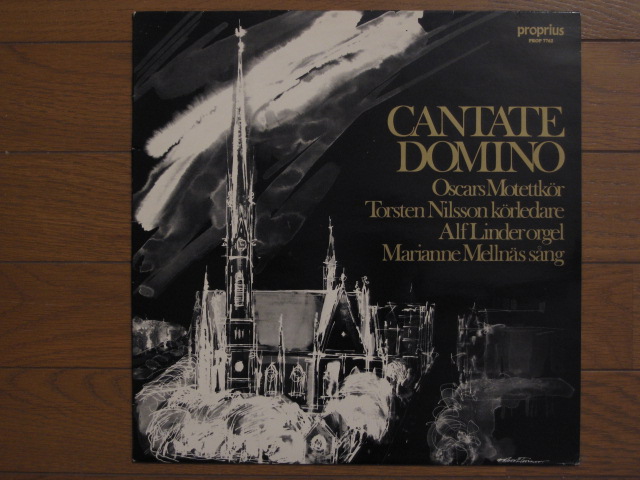 proprius
PROP 7762
CANTATE
DOMINO
Oscars Motettkör
Torsten Nilsson körledare
Alf Linder orgel
Marianne Mellnäs sång